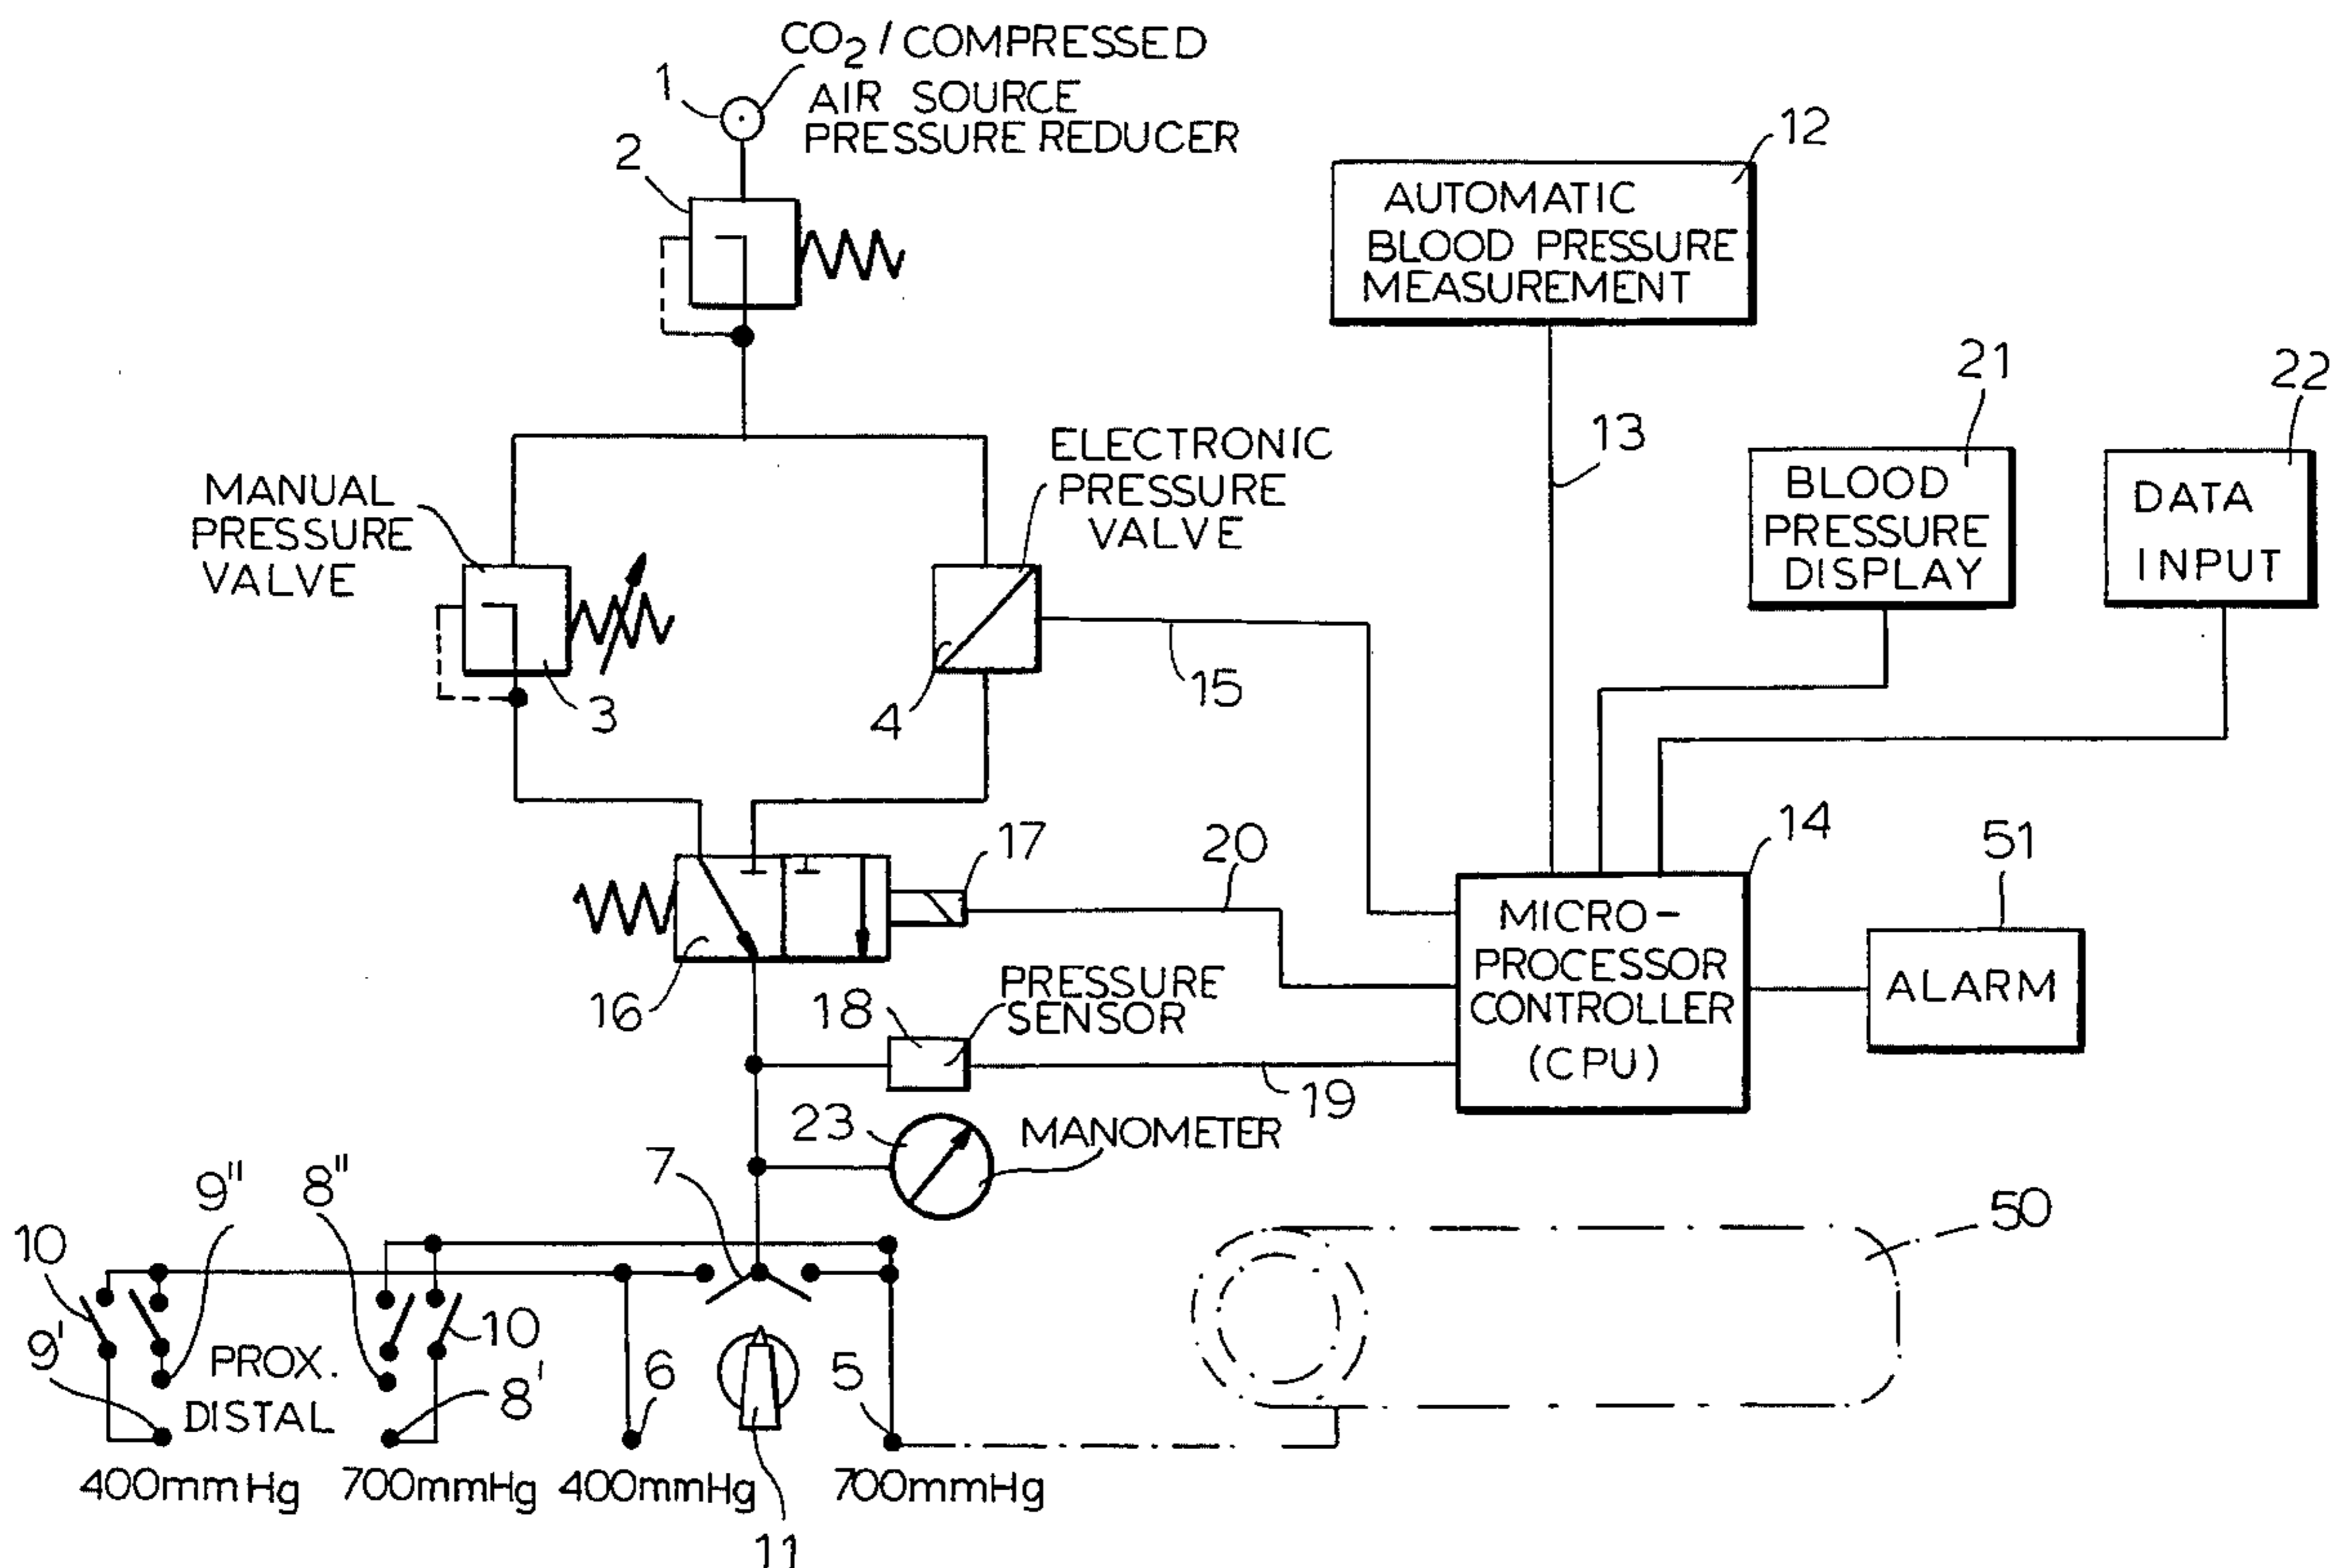 CO2 / COMPRESSED
AIR SOURCE
PRESSURE REDUCER
1
2
12
AUTOMATIC
BLOOD PRESSURE
MEASUREMENT
21
22
13
ELECTRONIC
PRESSURE
VALVE
MANUAL
PRESSURE
VALVE
BLOOD
PRESSURE
DISPLAY
DATA
INPUT
3
4
15
17
20
14
51
MICRO-
PROCESSOR
CONTROLLER
(CPU)
ALARM
16
18
PRESSURE
SENSOR
19
23
MANOMETER
7
9"
8"
10
50
10
9'
PROX.
DISTAL
8'
6
5
400mmHg
700mmHg
400mmHg
700mmHg
11